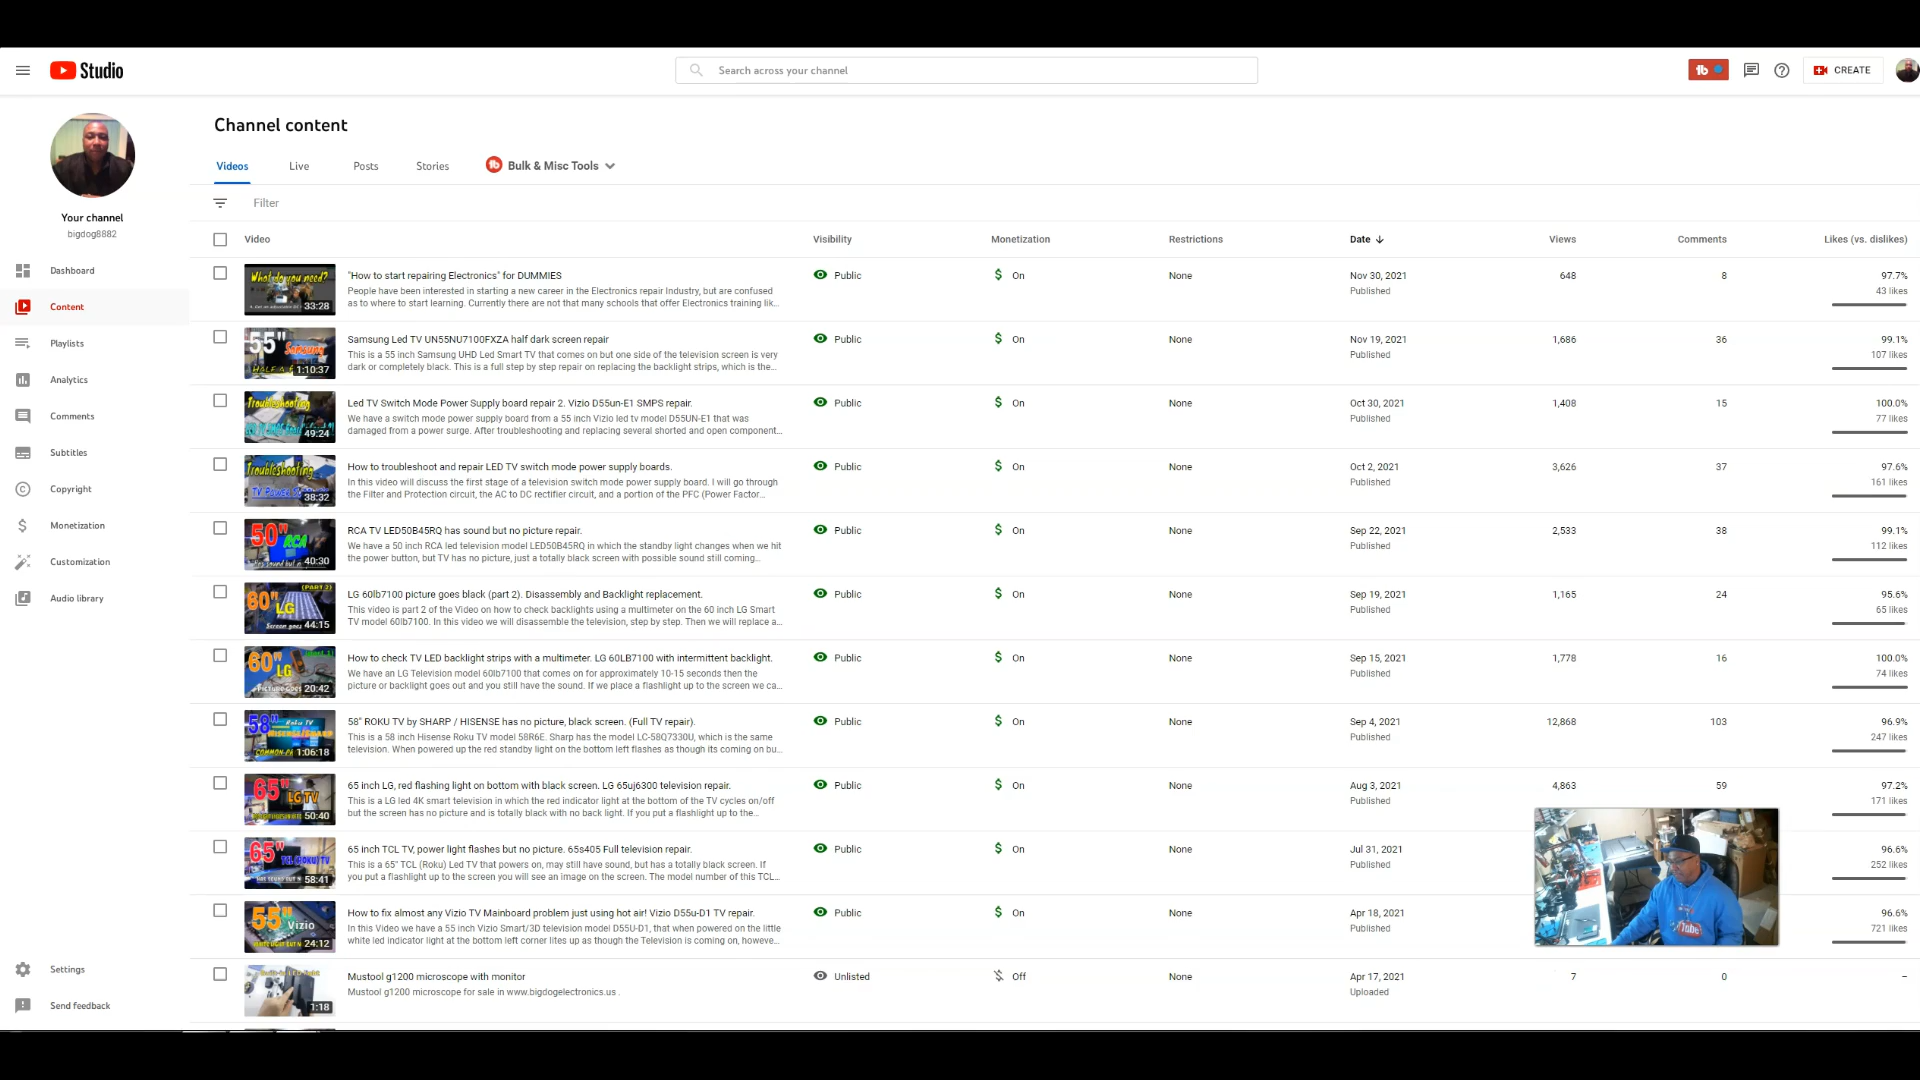 Studio
Search across your channel
CREATE
Your channel
bigdog8882
Dashboard
Content
Playlists
Analytics
Comments
Subtitles
Copyright
Monetization
Customization
Audio library
Settings
Send feedback
Channel content
Videos Live Posts Stories Bulk & Misc Tools
Filter
Video Visibility Monetization Restrictions Date Views Comments Likes (vs. dislikes)
What do you need?
33:28
"How to start repairing Electronics" for DUMMIES
People have been interested in starting a new career in the Electronics repair Industry, but are confused
as to where to start learning. Currently there are not that many schools that offer Electronics training lik...
Public On None Nov 30, 2021 648 8 97.7%
Published 43 likes
55" Samsung
1:10:37
Samsung Led TV UN55NU7100FXZA half dark screen repair
This is a 55 inch Samsung UHD Led Smart TV that comes on but one side of the television screen is very
dark or completely black. This is a full step by step repair on replacing the backlight strips, which is the...
Public On None Nov 19, 2021 1,686 36 99.1%
Published 107 likes
Troubleshooting
49:24
Led TV Switch Mode Power Supply board repair 2. Vizio D55un-E1 SMPS repair.
We have a switch mode power supply board from a 55 inch Vizio led tv model D55UN-E1 that was
damaged from a power surge. After troubleshooting and replacing several shorted and open component...
Public On None Oct 30, 2021 1,408 15 100.0%
Published 77 likes
Troubleshooting
38:32
How to troubleshoot and repair LED TV switch mode power supply boards.
In this video will discuss the first stage of a television switch mode power supply board. I will go through
the Filter and Protection circuit, the AC to DC rectifier circuit, and a portion of the PFC (Power Factor...
Public On None Oct 2, 2021 3,626 37 97.6%
Published 161 likes
50" RCA
40:30
RCA TV LED50B45RQ has sound but no picture repair.
We have a 50 inch RCA led television model LED50B45RQ in which the standby light changes when we hit
the power button, but TV has no picture, just a totally black screen with possible sound still coming...
Public On None Sep 22, 2021 2,533 38 99.1%
Published 112 likes
(PART 2)
60" LG
Screen goes
44:15
LG 60lb7100 picture goes black (part 2). Disassembly and Backlight replacement.
This video is part 2 of the Video on how to check backlights using a multimeter on the 60 inch LG Smart
TV model 60lb7100. In this video we will disassemble the television, step by step. Then we will replace a...
Public On None Sep 19, 2021 1,165 24 95.6%
Published 65 likes
60" LG
PICTURE GOES
20:42
How to check TV LED backlight strips with a multimeter. LG 60LB7100 with intermittent backlight.
We have an LG Television model 60lb7100 that comes on for approximately 10-15 seconds then the
picture or backlight goes out and you still have the sound. If we place a flashlight up to the screen we ca...
Public On None Sep 15, 2021 1,778 16 100.0%
Published 74 likes
58" Roku TV
1:06:18
58" ROKU TV by SHARP / HISENSE has no picture, black screen. (Full TV repair).
This is a 58 inch Hisense Roku TV model 58R6E. Sharp has the model LC-58Q7330U, which is the same
television. When powered up the red standby light on the bottom left flashes as though its coming on bu...
Public On None Sep 4, 2021 12,868 103 96.9%
Published 247 likes
65" LG TV
50:40
65 inch LG, red flashing light on bottom with black screen. LG 65uj6300 television repair.
This is a LG led 4K smart television in which the red indicator light at the bottom of the TV cycles on/off
but the screen has no picture and is totally black with no back light. If you put a flashlight up to the...
Public On None Aug 3, 2021 4,863 59 97.2%
Published 171 likes
65" TCL (ROKU) TV
58:41
65 inch TCL TV, power light flashes but no picture. 65s405 Full television repair.
This is a 65" TCL (Roku) Led TV that powers on, may still have sound, but has a totally black screen. If
you put a flashlight up to the screen you will see an image on the screen. The model number of this TCL...
Public On None Jul 31, 2021 96.6%
Published 252 likes
55" Vizio
24:12
How to fix almost any Vizio TV Mainboard problem just using hot air! Vizio D55u-D1 TV repair.
In this Video we have a 55 inch Vizio Smart/3D television model D55U-D1, that when powered on the little
white led indicator light at the bottom left corner lites up as though the Television is coming on, howeve...
Public On None Apr 18, 2021 96.6%
Published 721 likes
1:18
Mustool g1200 microscope with monitor
Mustool g1200 microscope for sale in www.bigdogelectronics.us .
Unlisted Off None Apr 17, 2021 7 0 –
Uploaded